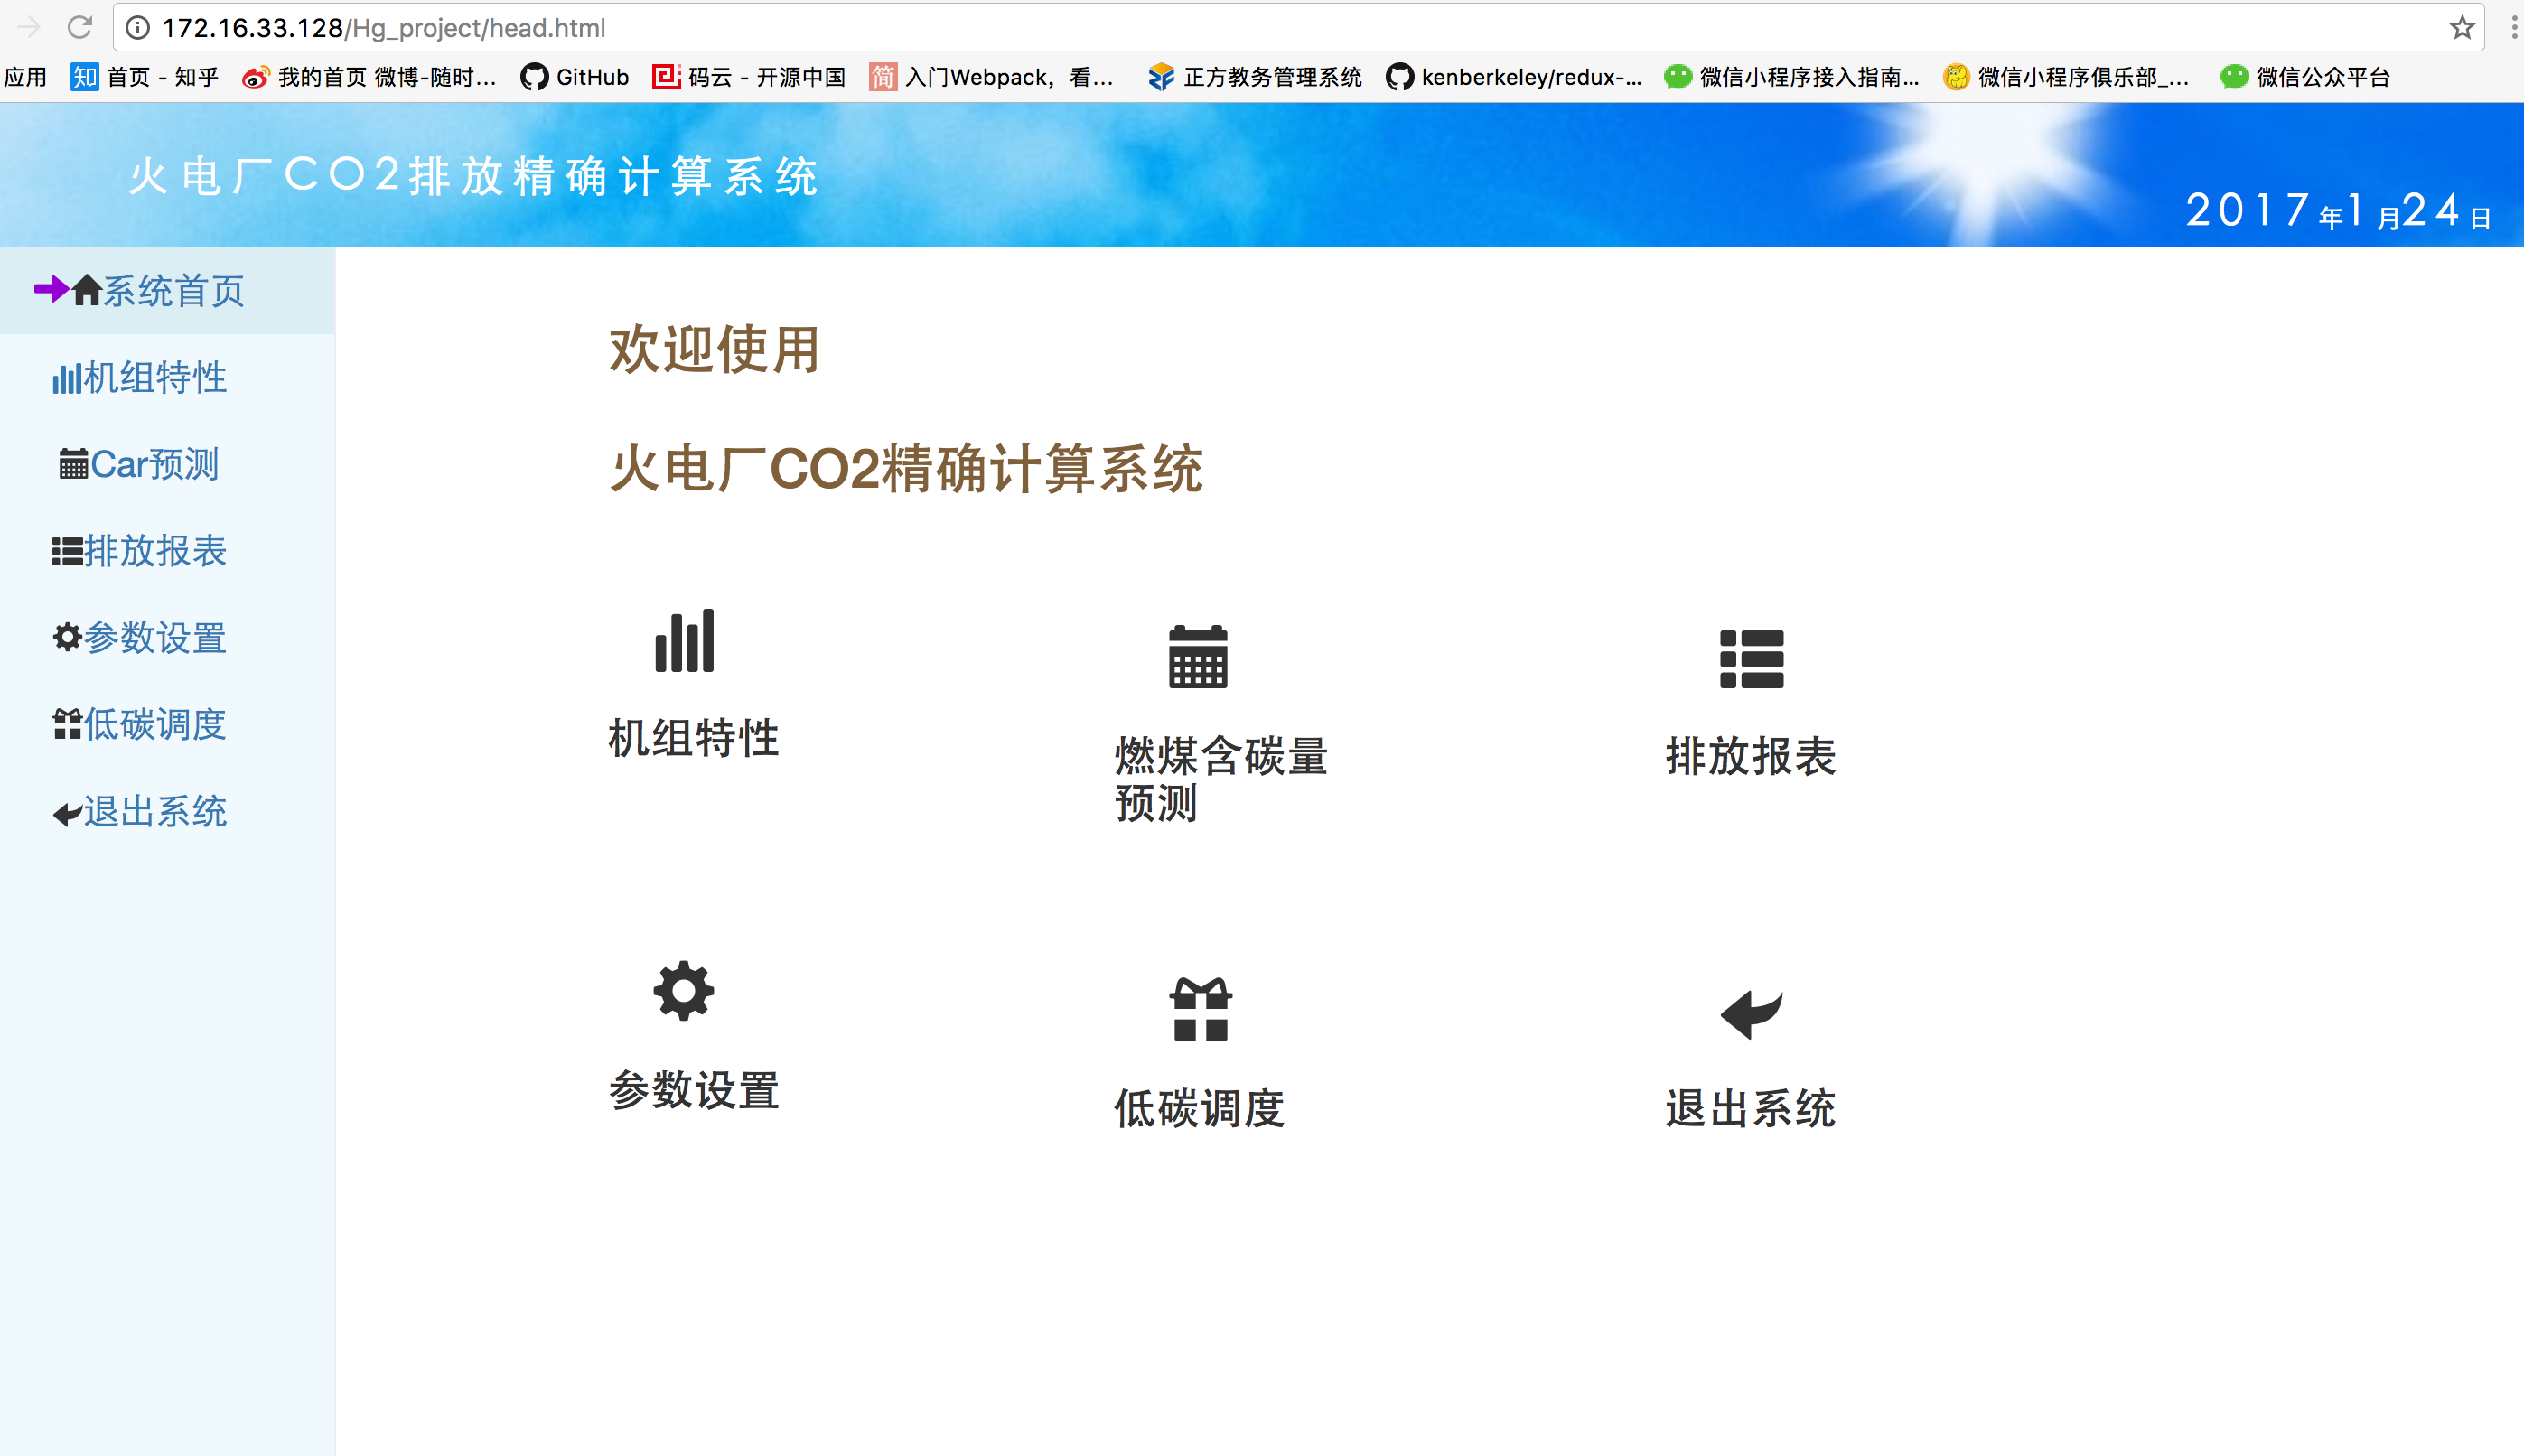 172.16.33.128/Hg_project/head.html
应用 知 首页 - 知乎 我的首页 微博-随时... GitHub 码云 - 开源中国 简 入门Webpack，看... 正方教务管理系统 kenberkeley/redux-... 微信小程序接入指南... 微信小程序俱乐部_... 微信公众平台
火电厂CO2排放精确计算系统
2017年1月24日
系统首页
机组特性
Car预测
排放报表
参数设置
低碳调度
退出系统
欢迎使用
火电厂CO2精确计算系统
机组特性
燃煤含碳量
预测
排放报表
参数设置
低碳调度
退出系统